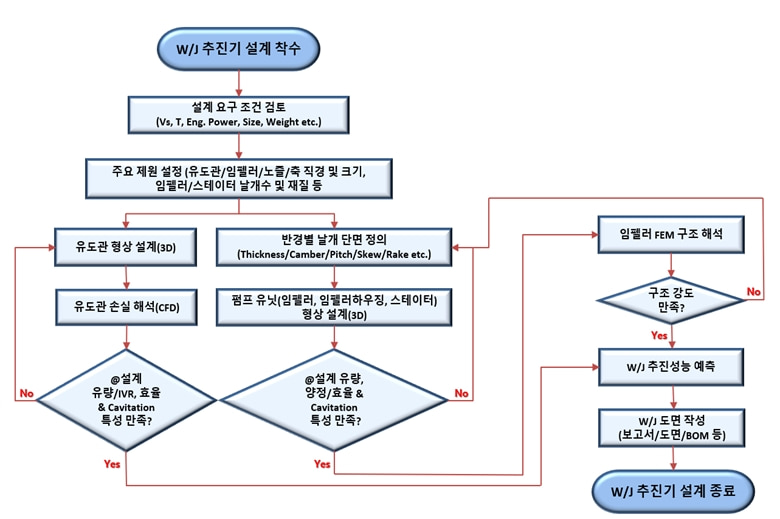 W/J 추진기 설계 착수
설계 요구 조건 검토
(Vs, T, Eng. Power, Size, Weight etc.)
주요 제원 설정 (유도관/임펠러/노즐/축 직경 및 크기,
임펠러/스테이터 날개수 및 재질 등
유도관 형상 설계(3D)
유도관 손실 해석(CFD)
@설계
유량/IVR, 효율
& Cavitation
특성 만족?
No
Yes
반경별 날개 단면 정의
(Thickness/Camber/Pitch/Skew/Rake etc.)
펌프 유닛(임펠러, 임펠러하우징, 스테이터)
형상 설계(3D)
@설계 유량,
양정/효율 &
Cavitation
특성 만족?
No
Yes
임펠러 FEM 구조 해석
구조 강도
만족?
No
Yes
W/J 추진성능 예측
W/J 도면 작성
(보고서/도면/BOM 등)
W/J 추진기 설계 종료